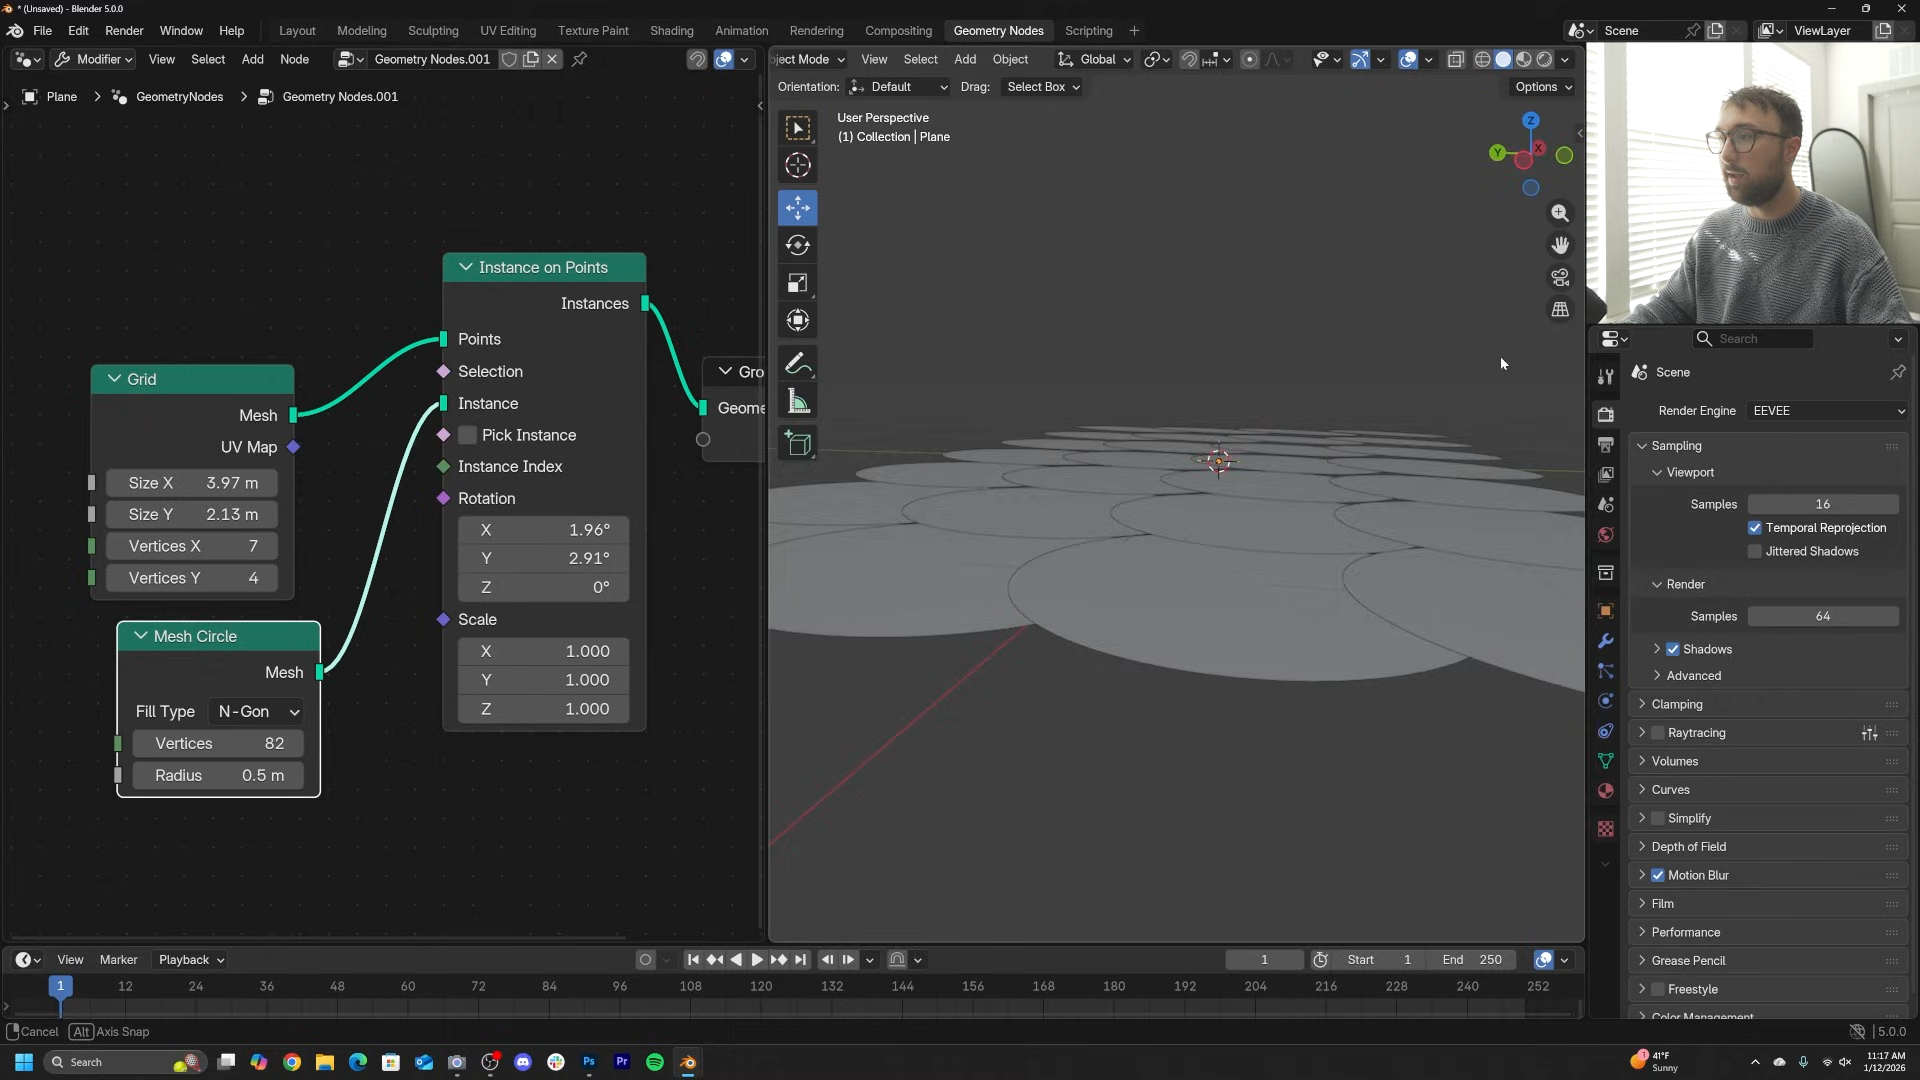 * (Unsaved) - Blender 5.0.0
File Edit Render Window Help Layout Modeling Sculpting UV Editing Texture Paint Shading Animation Rendering Compositing Geometry Nodes Scripting + Scene ViewLayer
Modifier View Select Add Node Geometry Nodes.001
ject Mode View Select Add Object Global
Plane > GeometryNodes > Geometry Nodes.001
Orientation: Default Drag: Select Box Options
User Perspective
(1) Collection | Plane
Z
Y
X
Instance on Points
Instances
Points
Selection
Instance
Pick Instance
Instance Index
Rotation
X 1.96°
Y 2.91°
Z 0°
Scale
X 1.000
Y 1.000
Z 1.000
Grid
Mesh
UV Map
Size X 3.97 m
Size Y 2.13 m
Vertices X 7
Vertices Y 4
Mesh Circle
Mesh
Fill Type N-Gon
Vertices 82
Radius 0.5 m
Gro
Geome
Search
Scene
Render Engine EEVEE
Sampling
Viewport
Samples 16
Temporal Reprojection
Jittered Shadows
Render
Samples 64
Shadows
Advanced
Clamping
Raytracing
Volumes
Curves
Simplify
Depth of Field
Motion Blur
Film
Performance
Grease Pencil
Freestyle
Color Management
View Marker Playback 1 Start 1 End 250
1 12 24 36 48 60 72 84 96 108 120 132 144 156 168 180 192 204 216 228 240 252
Cancel Alt Axis Snap 5.0.0
Search Ps Pr 1 41°F Sunny 11:17 AM 1/12/2026